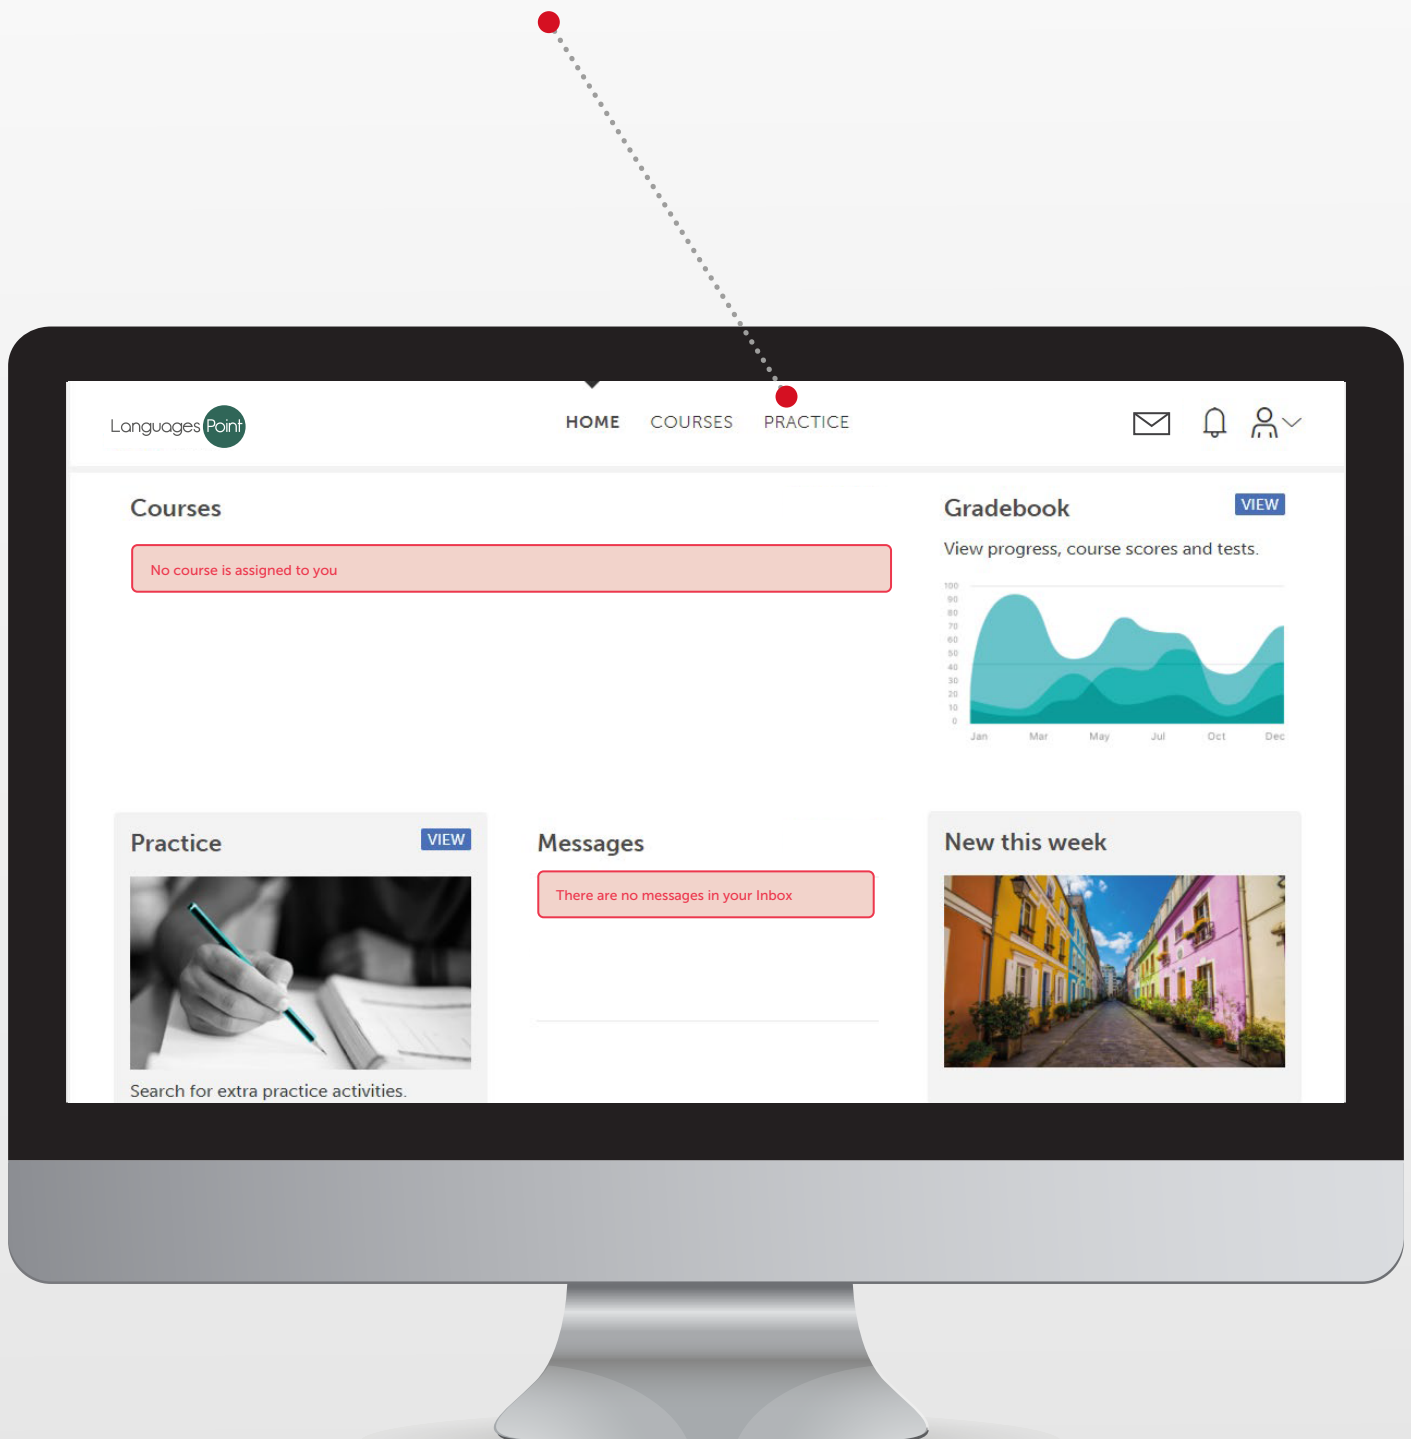 Languages Point
HOME COURSES PRACTICE
Courses
No course is assigned to you
Gradebook
VIEW
View progress, course scores and tests.
100
90
80
70
60
50
40
30
20
10
0
Jan Mar May Jul Oct Dec
Practice
VIEW
Search for extra practice activities.
Messages
There are no messages in your Inbox
New this week